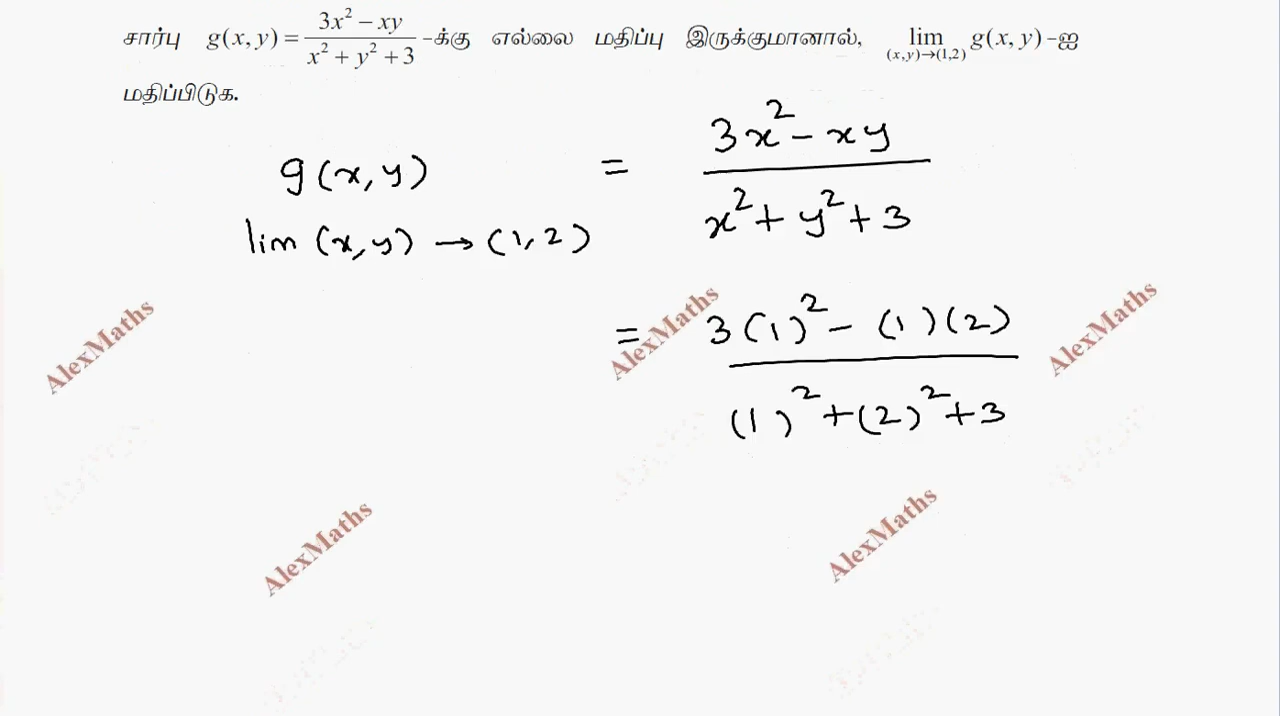 சார்பு g(x, y) = (3x² − xy)/(x² + y² + 3) -க்கு எல்லை மதிப்பு இருக்குமானால், lim (x,y)→(1,2) g(x, y) -ஐ
மதிப்பிடுக.
g(x, y) = (3x² − xy)/(x² + y² + 3)
lim (x, y) → (1, 2)
= (3(1)² − (1)(2))/((1)² + (2)² + 3)
AlexMaths
AlexMaths
AlexMaths
AlexMaths
AlexMaths